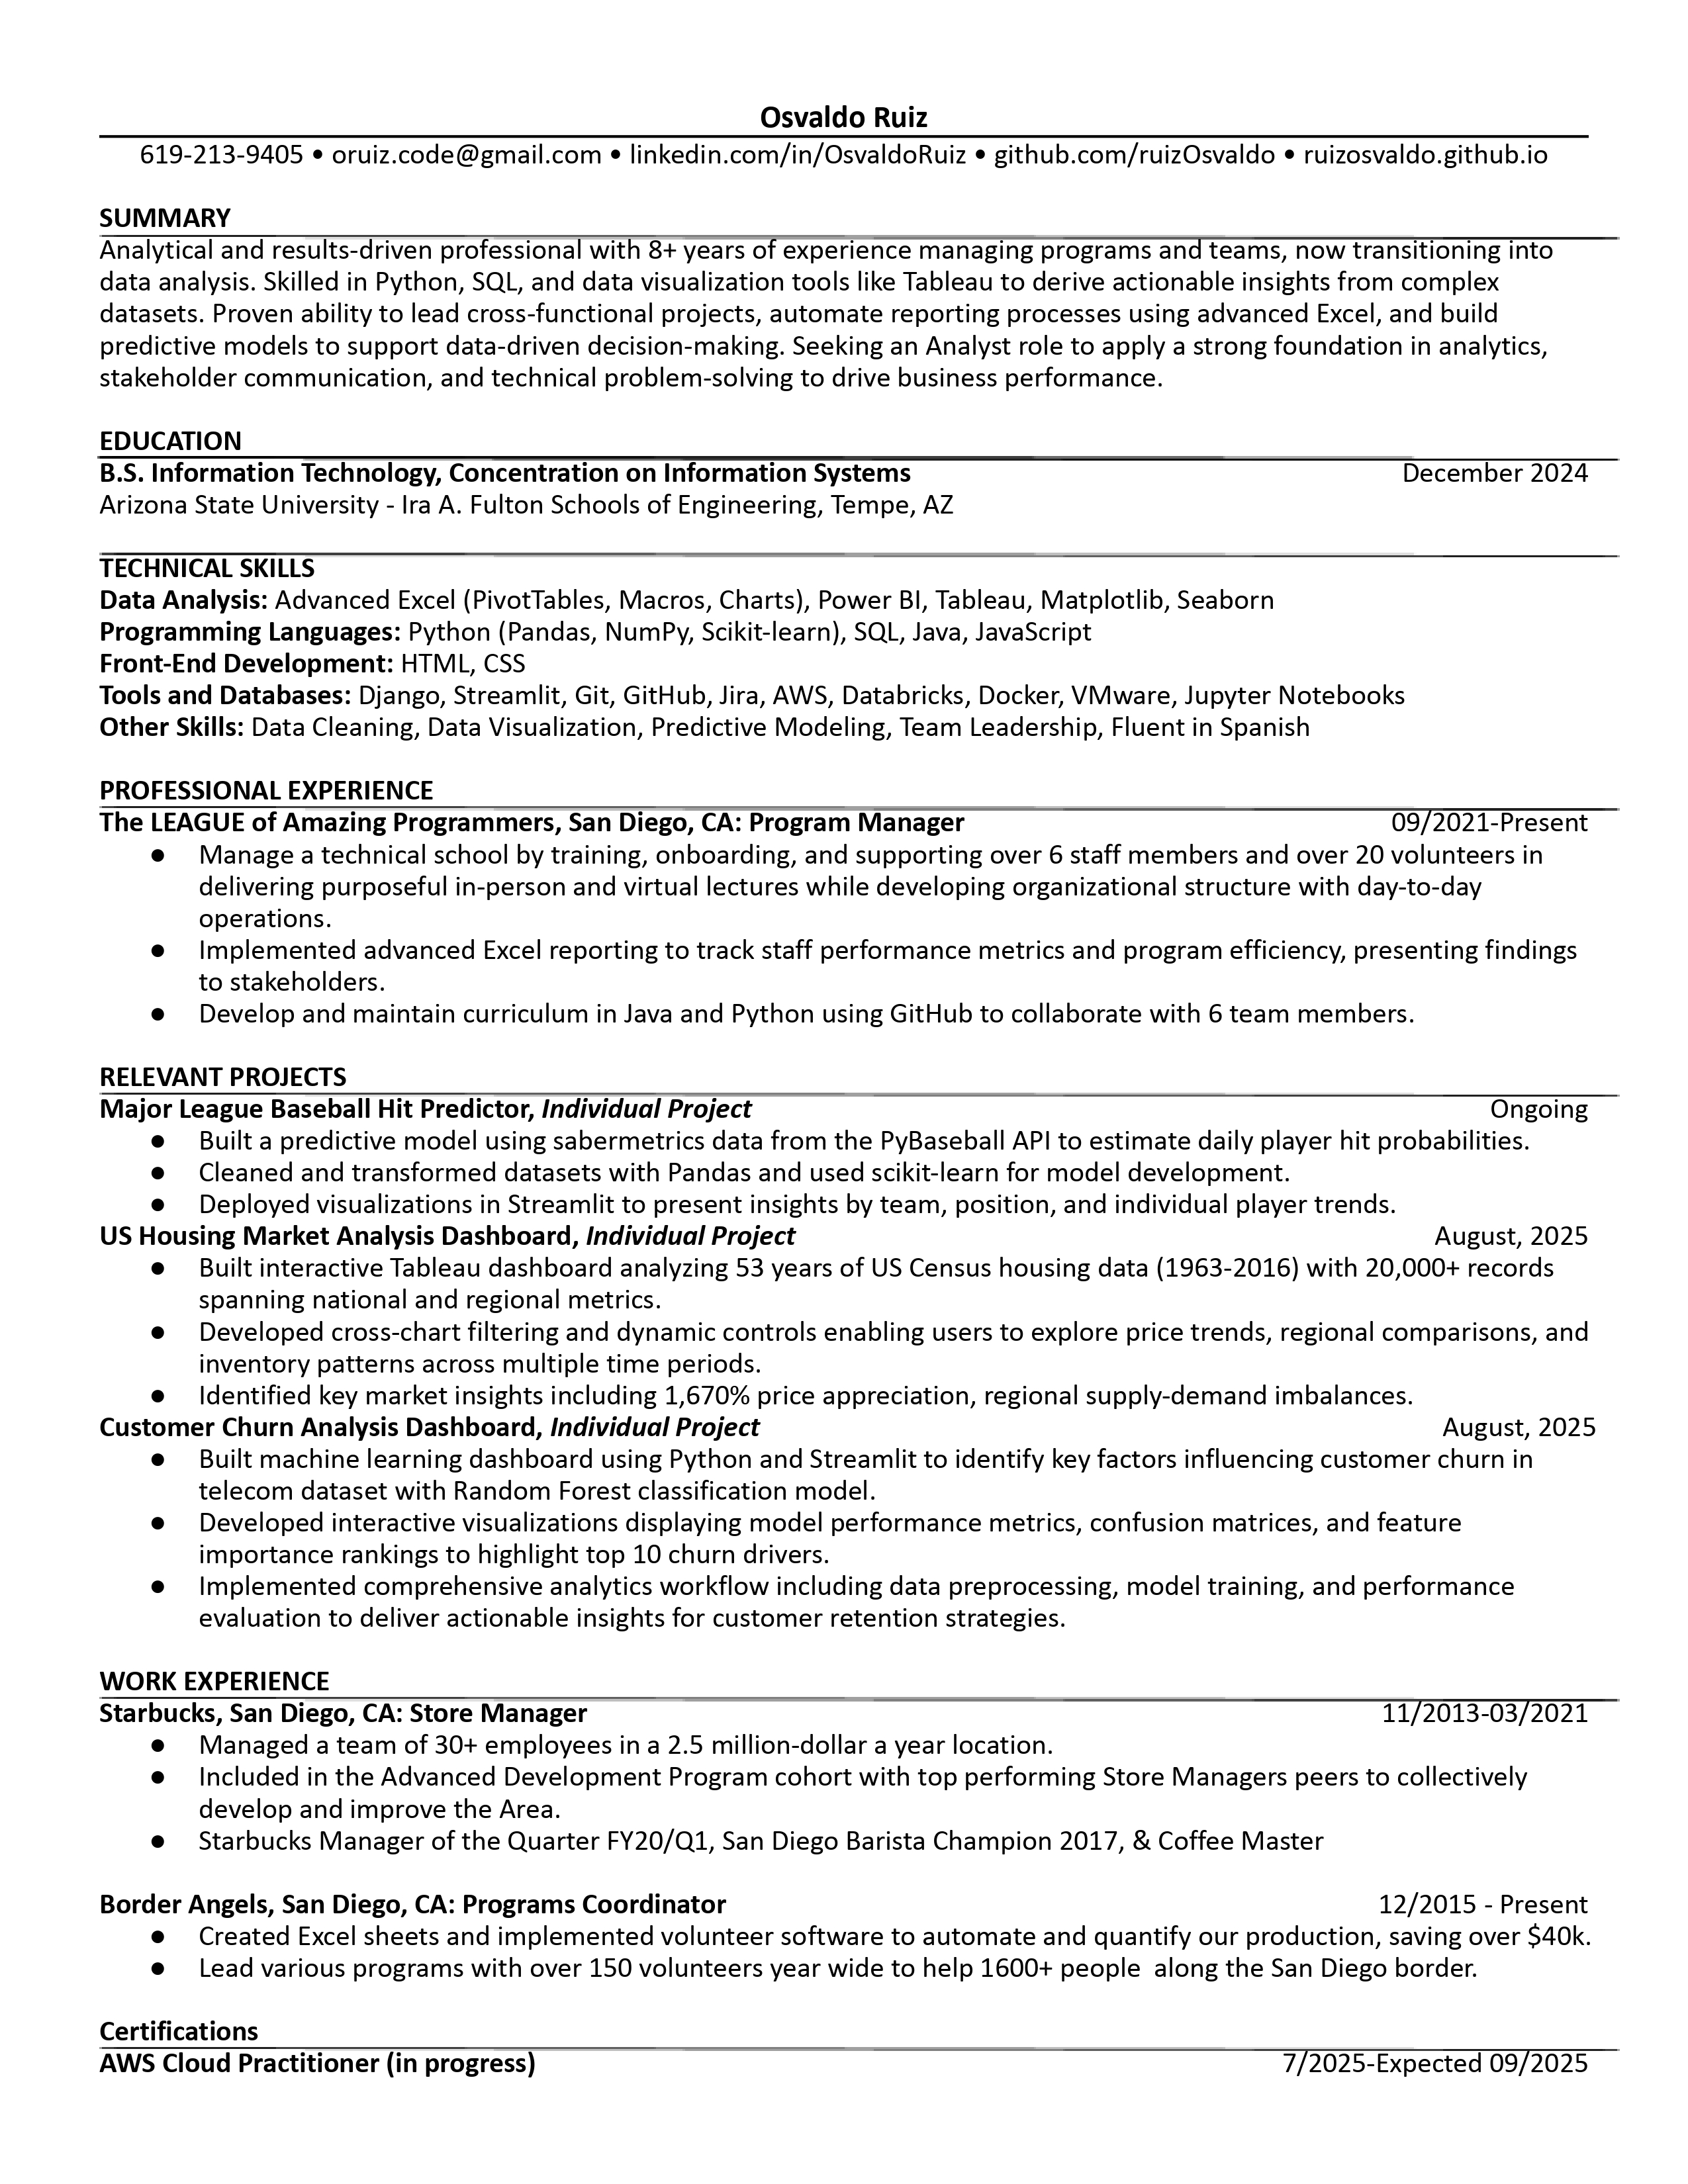 Osvaldo Ruiz
619-213-9405 • oruiz.code@gmail.com • linkedin.com/in/OsvaldoRuiz • github.com/ruizOsvaldo • ruizosvaldo.github.io
SUMMARY
Analytical and results-driven professional with 8+ years of experience managing programs and teams, now transitioning into
data analysis. Skilled in Python, SQL, and data visualization tools like Tableau to derive actionable insights from complex
datasets. Proven ability to lead cross-functional projects, automate reporting processes using advanced Excel, and build
predictive models to support data-driven decision-making. Seeking an Analyst role to apply a strong foundation in analytics,
stakeholder communication, and technical problem-solving to drive business performance.
EDUCATION
B.S. Information Technology, Concentration on Information Systems December 2024
Arizona State University - Ira A. Fulton Schools of Engineering, Tempe, AZ
TECHNICAL SKILLS
Data Analysis: Advanced Excel (PivotTables, Macros, Charts), Power BI, Tableau, Matplotlib, Seaborn
Programming Languages: Python (Pandas, NumPy, Scikit-learn), SQL, Java, JavaScript
Front-End Development: HTML, CSS
Tools and Databases: Django, Streamlit, Git, GitHub, Jira, AWS, Databricks, Docker, VMware, Jupyter Notebooks
Other Skills: Data Cleaning, Data Visualization, Predictive Modeling, Team Leadership, Fluent in Spanish
PROFESSIONAL EXPERIENCE
The LEAGUE of Amazing Programmers, San Diego, CA: Program Manager 09/2021-Present
● Manage a technical school by training, onboarding, and supporting over 6 staff members and over 20 volunteers in
delivering purposeful in-person and virtual lectures while developing organizational structure with day-to-day
operations.
● Implemented advanced Excel reporting to track staff performance metrics and program efficiency, presenting findings
to stakeholders.
● Develop and maintain curriculum in Java and Python using GitHub to collaborate with 6 team members.
RELEVANT PROJECTS
Major League Baseball Hit Predictor, Individual Project Ongoing
● Built a predictive model using sabermetrics data from the PyBaseball API to estimate daily player hit probabilities.
● Cleaned and transformed datasets with Pandas and used scikit-learn for model development.
● Deployed visualizations in Streamlit to present insights by team, position, and individual player trends.
US Housing Market Analysis Dashboard, Individual Project August, 2025
● Built interactive Tableau dashboard analyzing 53 years of US Census housing data (1963-2016) with 20,000+ records
spanning national and regional metrics.
● Developed cross-chart filtering and dynamic controls enabling users to explore price trends, regional comparisons, and
inventory patterns across multiple time periods.
● Identified key market insights including 1,670% price appreciation, regional supply-demand imbalances.
Customer Churn Analysis Dashboard, Individual Project August, 2025
● Built machine learning dashboard using Python and Streamlit to identify key factors influencing customer churn in
telecom dataset with Random Forest classification model.
● Developed interactive visualizations displaying model performance metrics, confusion matrices, and feature
importance rankings to highlight top 10 churn drivers.
● Implemented comprehensive analytics workflow including data preprocessing, model training, and performance
evaluation to deliver actionable insights for customer retention strategies.
WORK EXPERIENCE
Starbucks, San Diego, CA: Store Manager 11/2013-03/2021
● Managed a team of 30+ employees in a 2.5 million-dollar a year location.
● Included in the Advanced Development Program cohort with top performing Store Managers peers to collectively
develop and improve the Area.
● Starbucks Manager of the Quarter FY20/Q1, San Diego Barista Champion 2017, & Coffee Master
Border Angels, San Diego, CA: Programs Coordinator 12/2015 - Present
● Created Excel sheets and implemented volunteer software to automate and quantify our production, saving over $40k.
● Lead various programs with over 150 volunteers year wide to help 1600+ people  along the San Diego border.
Certifications
AWS Cloud Practitioner (in progress) 7/2025-Expected 09/2025